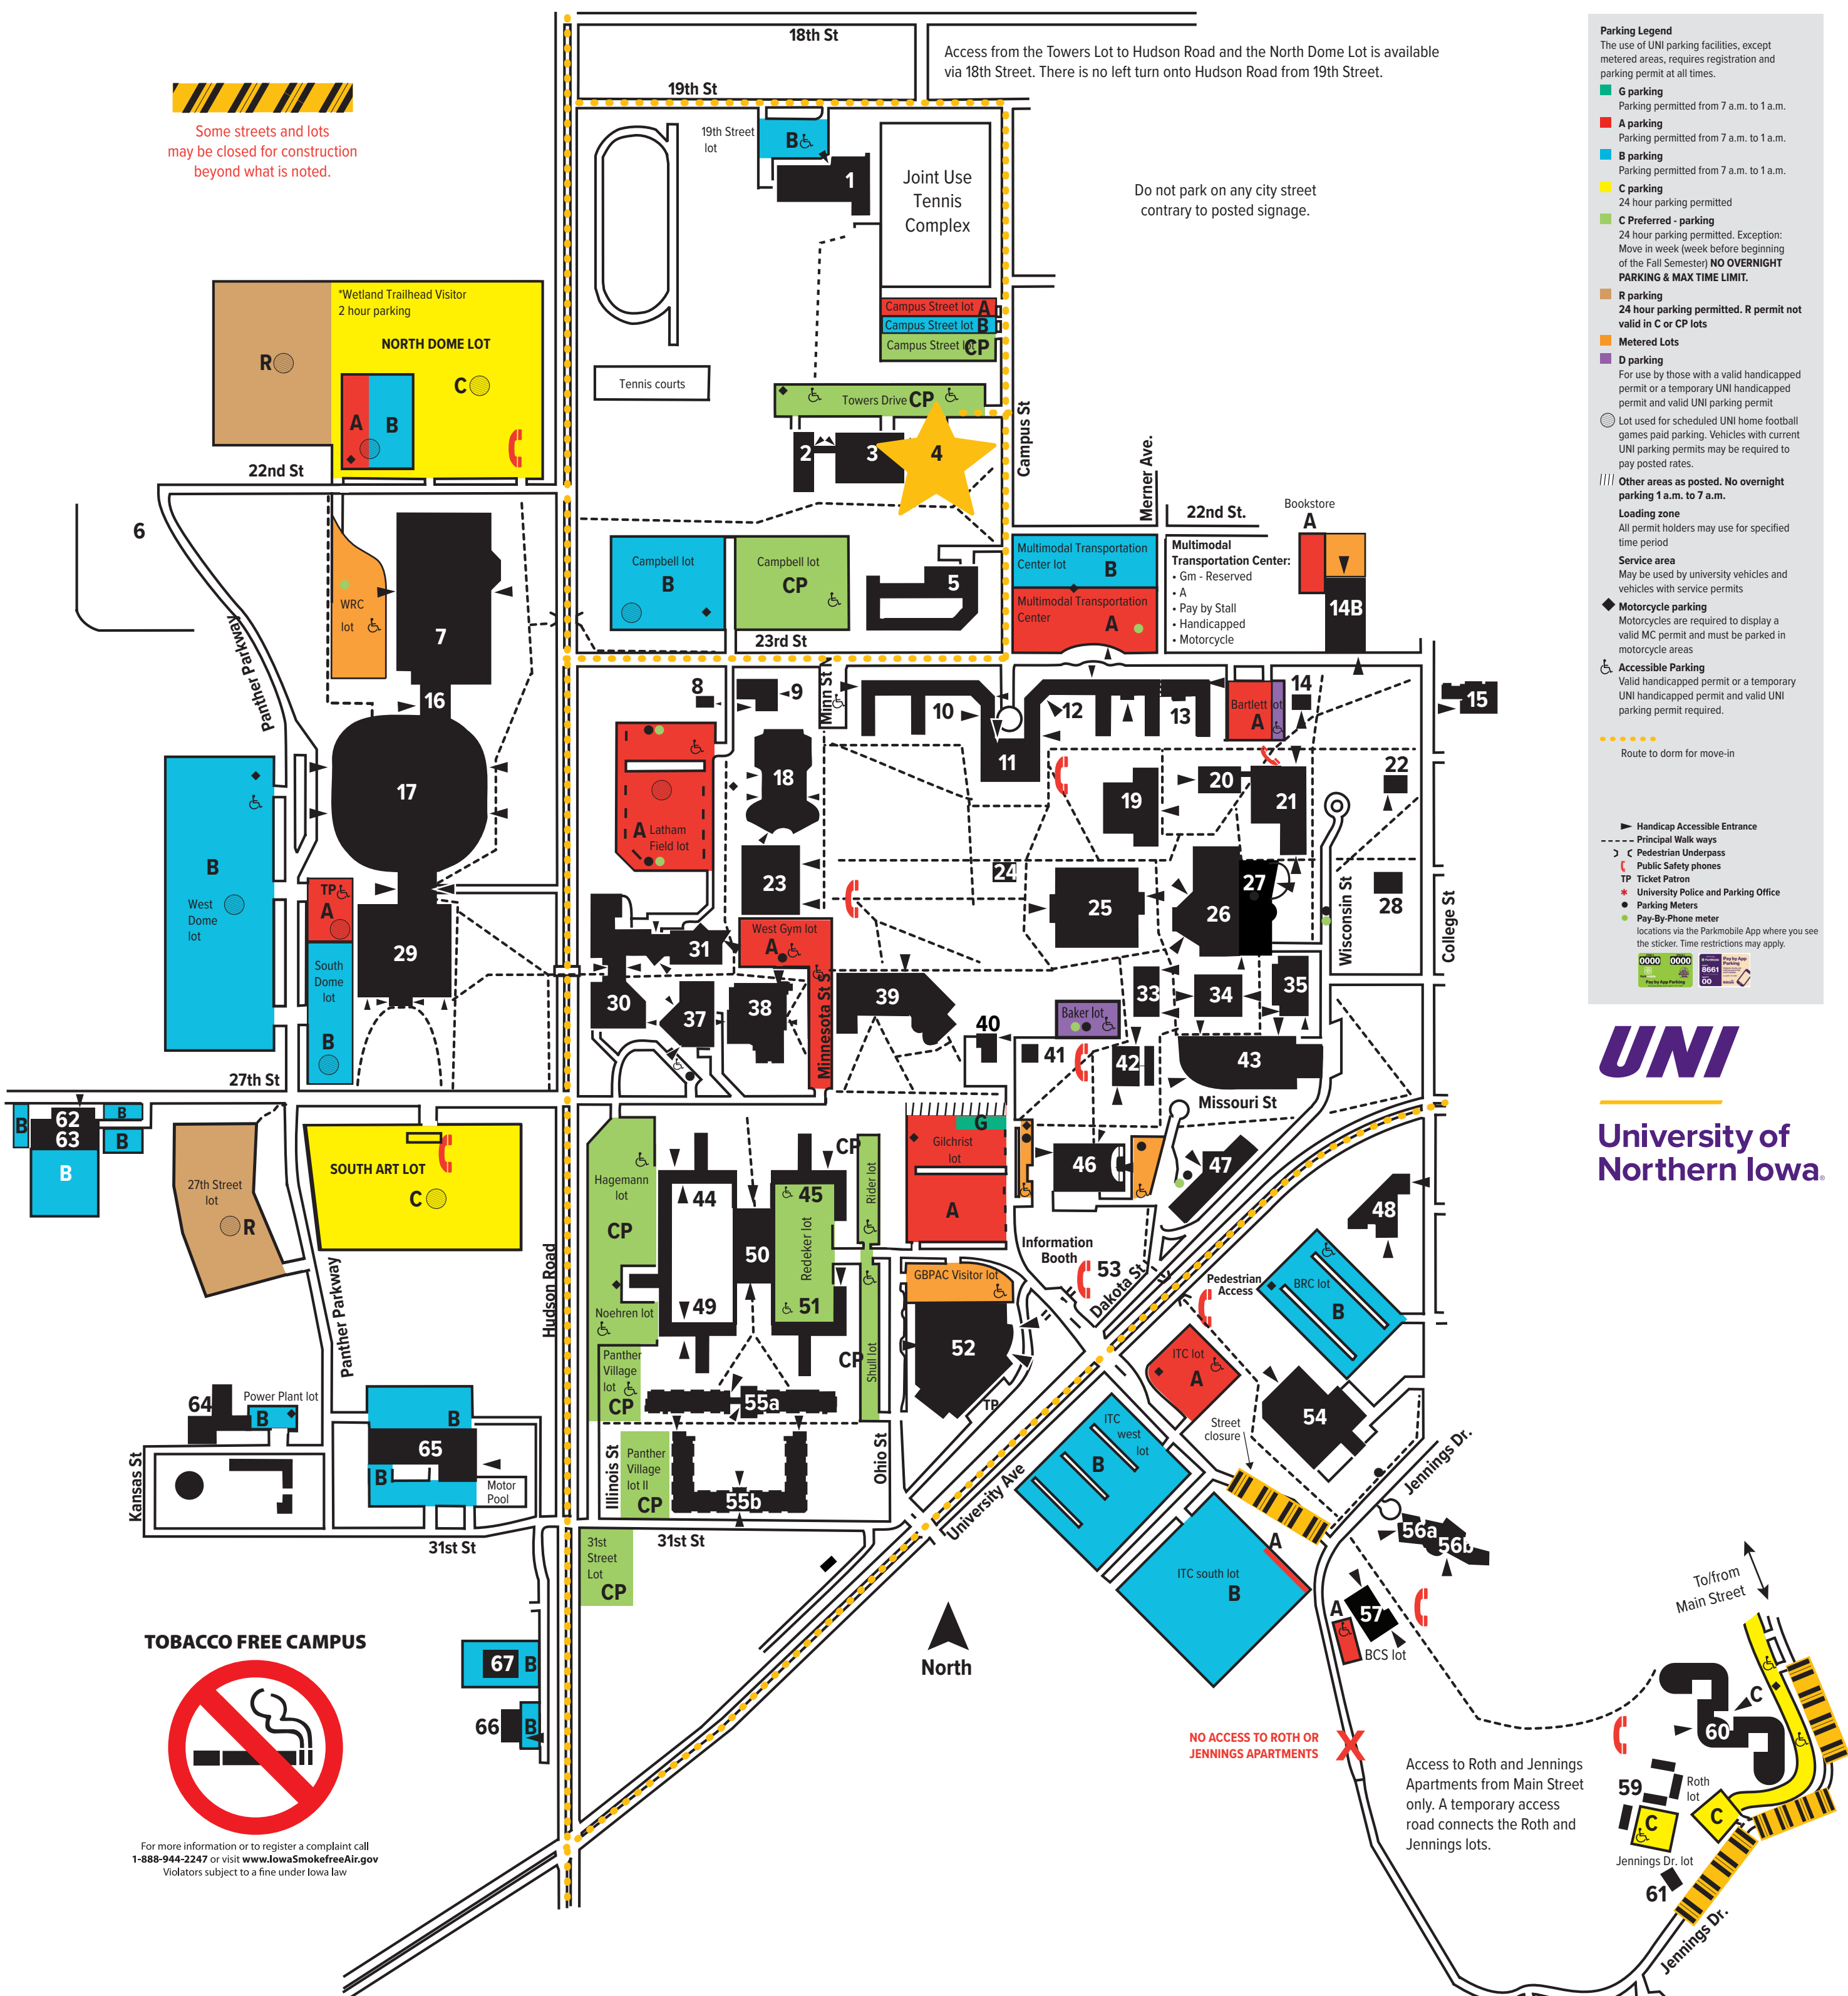 18th St
Access from the Towers Lot to Hudson Road and the North Dome Lot is available
via 18th Street. There is no left turn onto Hudson Road from 19th Street.
19th St
Some streets and lots
may be closed for construction
beyond what is noted.
19th Street
lot
B
1
Joint Use
Tennis
Complex
Do not park on any city street
contrary to posted signage.
Campus Street lot A
Campus Street lot B
Campus Street lot CP
*Wetland Trailhead Visitor
2 hour parking
NORTH DOME LOT
R
C
A
B
Tennis courts
Towers Drive CP
2
3
4
Campus St
22nd St
6
Merner Ave.
22nd St.
Bookstore
A
14B
WRC
lot
7
Campbell lot
B
Campbell lot
CP
5
Multimodal Transportation
Center lot
B
Multimodal Transportation
Center
A
Multimodal
Transportation Center:
• Gm - Reserved
• A
• Pay by Stall
• Handicapped
• Motorcycle
23rd St
Panther Parkway
16
17
8
9
Minn St N
10
11
12
13
Bartlett lot
A
14
15
18
A Latham
Field lot
19
20
21
22
B
West
Dome
lot
TP
A
South
Dome
lot
B
29
23
24
25
26
27
28
Wisconsin St
College St
West Gym lot
A
31
30
37
38
Minnesota St S
39
33
34
35
Baker lot
40
41
42
43
27th St
Missouri St
62
63
B
B
B
B
27th Street
lot
R
SOUTH ART LOT
C
Panther Parkway
Hudson Road
Hagemann
lot
CP
Noehren lot
44
45
49
50
51
Redeker lot
CP
Rider lot
CP
Shull lot
G
Gilchrist
lot
A
46
47
48
Information
Booth
53
Dakota St
Pedestrian
Access
BRC lot
B
GBPAC Visitor lot
52
TP
ITC lot
A
54
Panther
Village
lot
CP
55a
Panther
Village
lot II
CP
55b
Illinois St
Ohio St
University Ave
ITC
west
lot
B
Street
closure
Jennings Dr.
64
Power Plant lot
B
Kansas St
65
B
B
Motor
Pool
31st St
31st St
31st
Street
Lot
CP
ITC south lot
B
A
56a
56b
57
A
BCS lot
To/from
Main Street
North
67
B
66
B
TOBACCO FREE CAMPUS
For more information or to register a complaint call
1-888-944-2247 or visit www.IowaSmokefreeAir.gov
Violators subject to a fine under Iowa law
NO ACCESS TO ROTH OR
JENNINGS APARTMENTS
X
Access to Roth and Jennings
Apartments from Main Street
only. A temporary access
road connects the Roth and
Jennings lots.
C
60
59
Roth
lot
C
C
Jennings Dr. lot
61
Jennings Dr.
Parking Legend
The use of UNI parking facilities, except
metered areas, requires registration and
parking permit at all times.
G parking
Parking permitted from 7 a.m. to 1 a.m.
A parking
Parking permitted from 7 a.m. to 1 a.m.
B parking
Parking permitted from 7 a.m. to 1 a.m.
C parking
24 hour parking permitted
C Preferred - parking
24 hour parking permitted. Exception:
Move in week (week before beginning
of the Fall Semester) NO OVERNIGHT
PARKING & MAX TIME LIMIT.
R parking
24 hour parking permitted. R permit not
valid in C or CP lots
Metered Lots
D parking
For use by those with a valid handicapped
permit or a temporary UNI handicapped
permit and valid UNI parking permit
Lot used for scheduled UNI home football
games paid parking. Vehicles with current
UNI parking permits may be required to
pay posted rates.
Other areas as posted. No overnight
parking 1 a.m. to 7 a.m.
Loading zone
All permit holders may use for specified
time period
Service area
May be used by university vehicles and
vehicles with service permits
Motorcycle parking
Motorcycles are required to display a
valid MC permit and must be parked in
motorcycle areas
Accessible Parking
Valid handicapped permit or a temporary
UNI handicapped permit and valid UNI
parking permit required.
Route to dorm for move-in
Handicap Accessible Entrance
Principal Walk ways
Pedestrian Underpass
Public Safety phones
TP Ticket Patron
* University Police and Parking Office
Parking Meters
Pay-By-Phone meter
locations via the Parkmobile App where you see
the sticker. Time restrictions may apply.
0000 0000
Pay by App Parking
Pay by App
Parking
8661
00
UNI
University of
Northern Iowa®